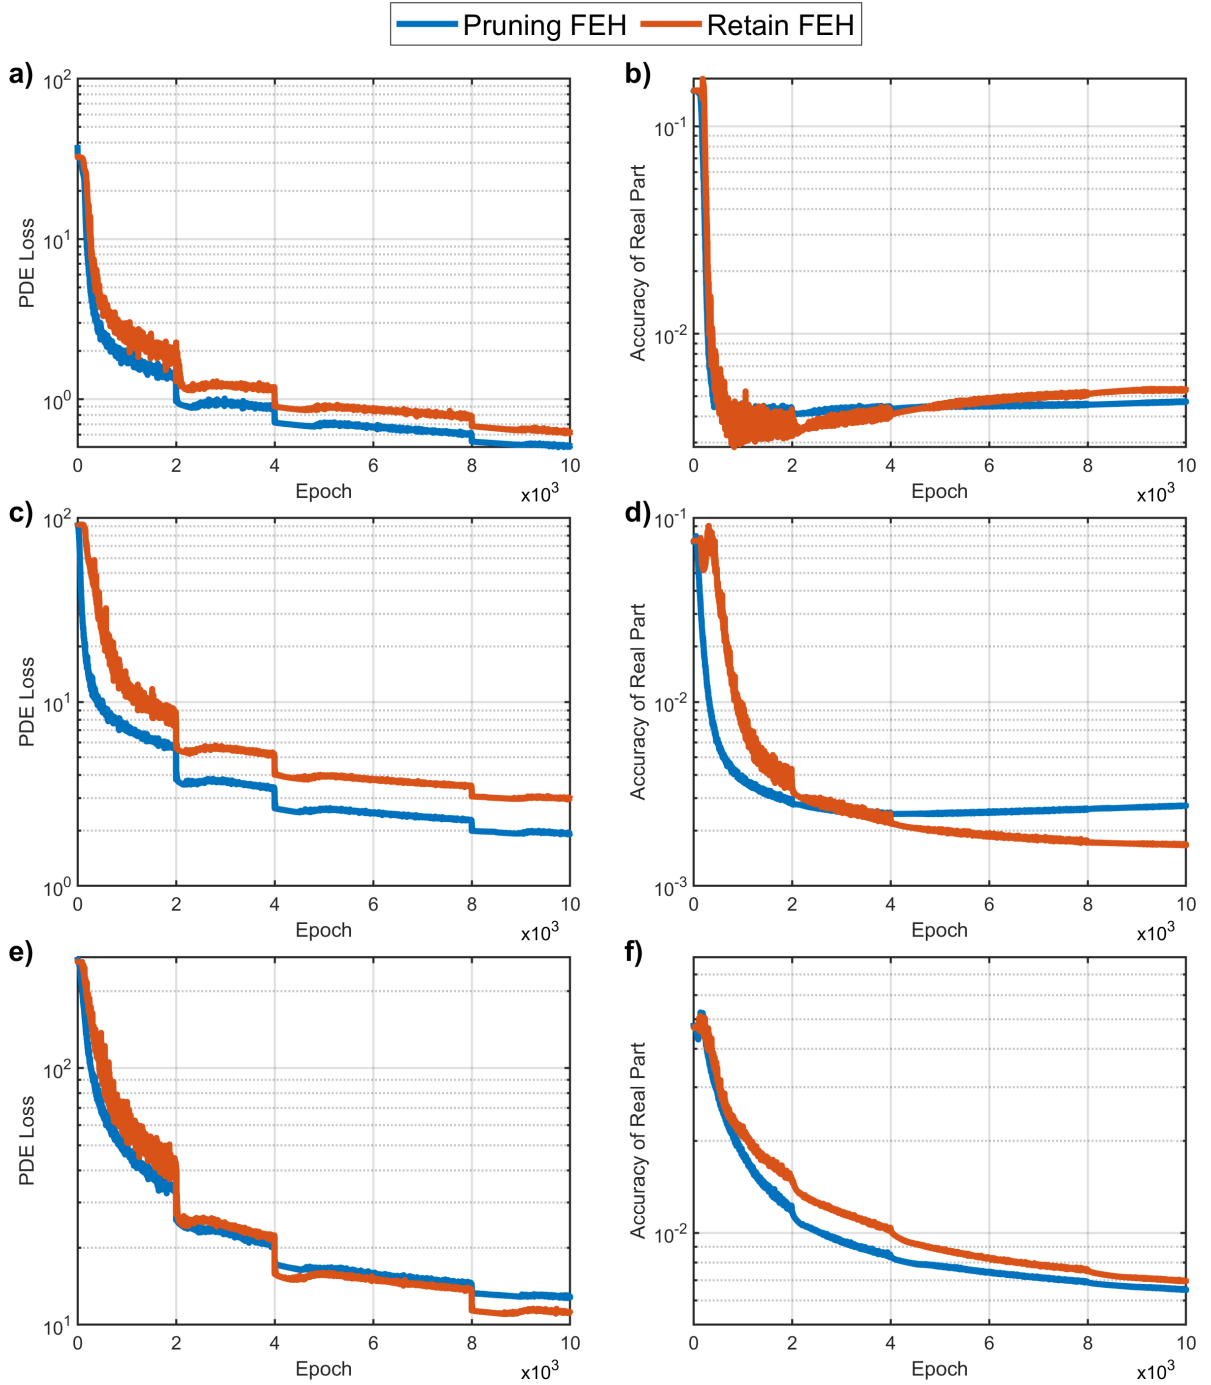 Pruning FEH Retain FEH
a)
10^2
10^1
10^0
PDE Loss
0 2 4 6 8 10
Epoch
x10^3
b)
10^-1
10^-2
Accuracy of Real Part
0 2 4 6 8 10
Epoch
x10^3
c)
10^2
10^1
10^0
PDE Loss
0 2 4 6 8 10
Epoch
x10^3
d)
10^-1
10^-2
10^-3
Accuracy of Real Part
0 2 4 6 8 10
Epoch
x10^3
e)
10^2
10^1
PDE Loss
0 2 4 6 8 10
Epoch
x10^3
f)
10^-2
Accuracy of Real Part
0 2 4 6 8 10
Epoch
x10^3